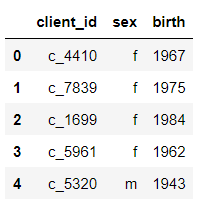 client_id sex birth
0 c_4410 f 1967
1 c_7839 f 1975
2 c_1699 f 1984
3 c_5961 f 1962
4 c_5320 m 1943